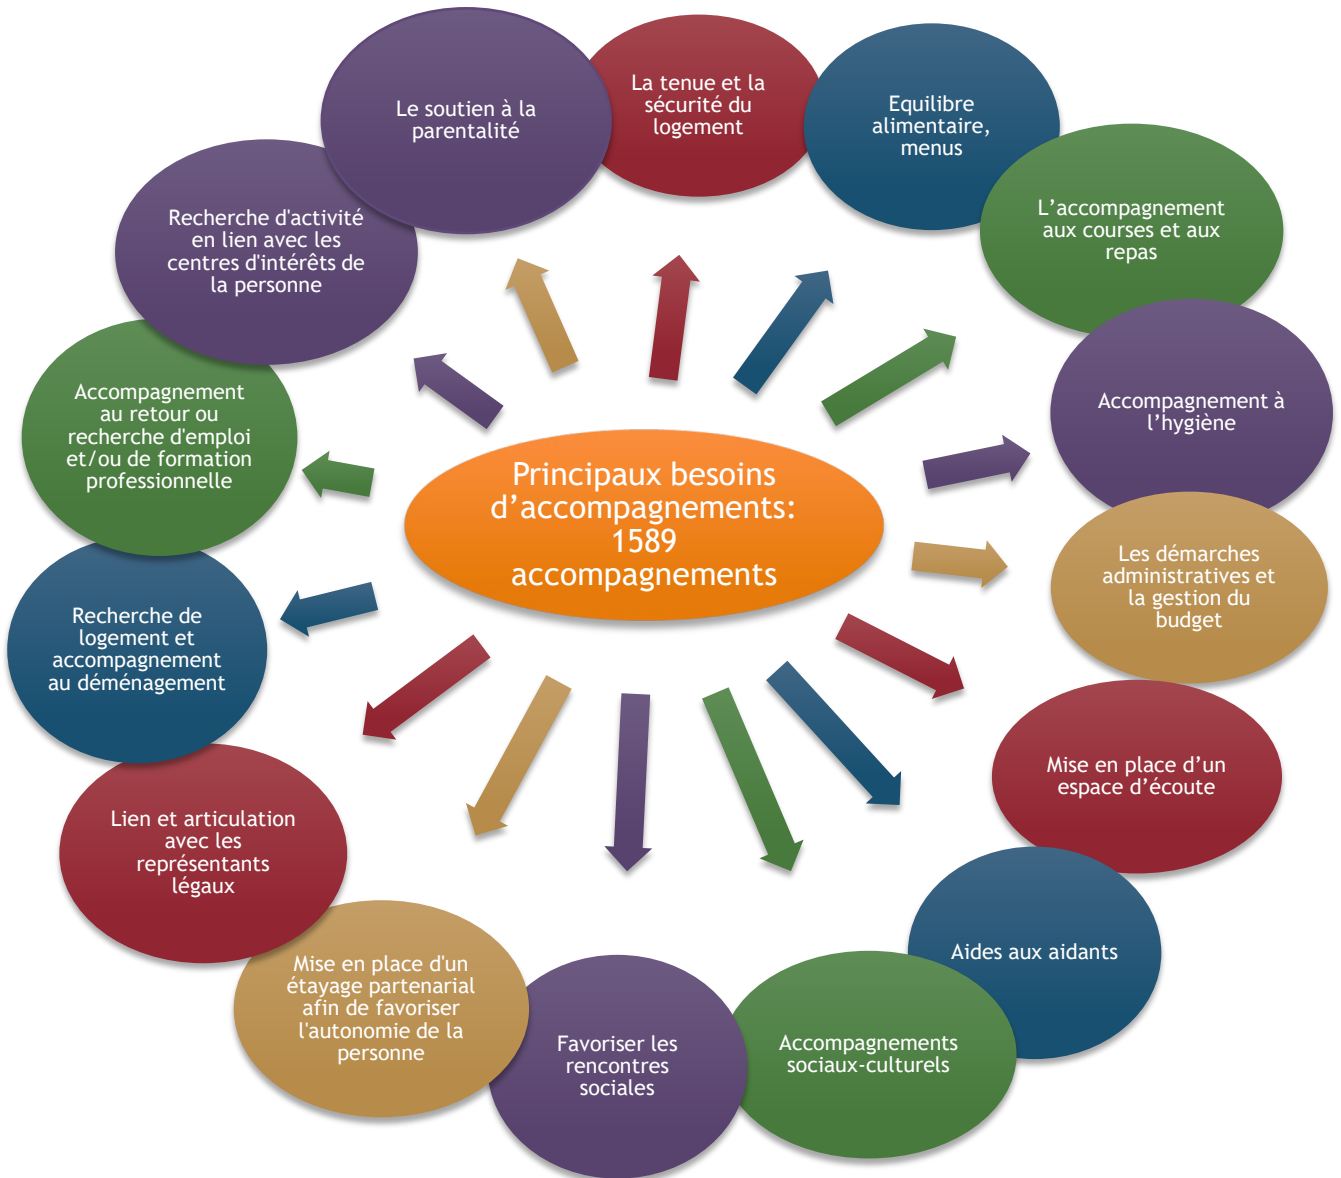 Principaux besoins
d’accompagnements:
1589
accompagnements
La tenue et la
sécurité du
logement
Equilibre
alimentaire,
menus
L’accompagnement
aux courses et aux
repas
Accompagnement à
l’hygiène
Les démarches
administratives et
la gestion du
budget
Mise en place d’un
espace d’écoute
Aides aux aidants
Accompagnements
sociaux-culturels
Favoriser les
rencontres
sociales
Mise en place d'un
étayage partenarial
afin de favoriser
l'autonomie de la
personne
Lien et articulation
avec les
représentants
légaux
Recherche de
logement et
accompagnement
au déménagement
Accompagnement
au retour ou
recherche d'emploi
et/ou de formation
professionnelle
Recherche d'activité
en lien avec les
centres d'intérêts de
la personne
Le soutien à la
parentalité